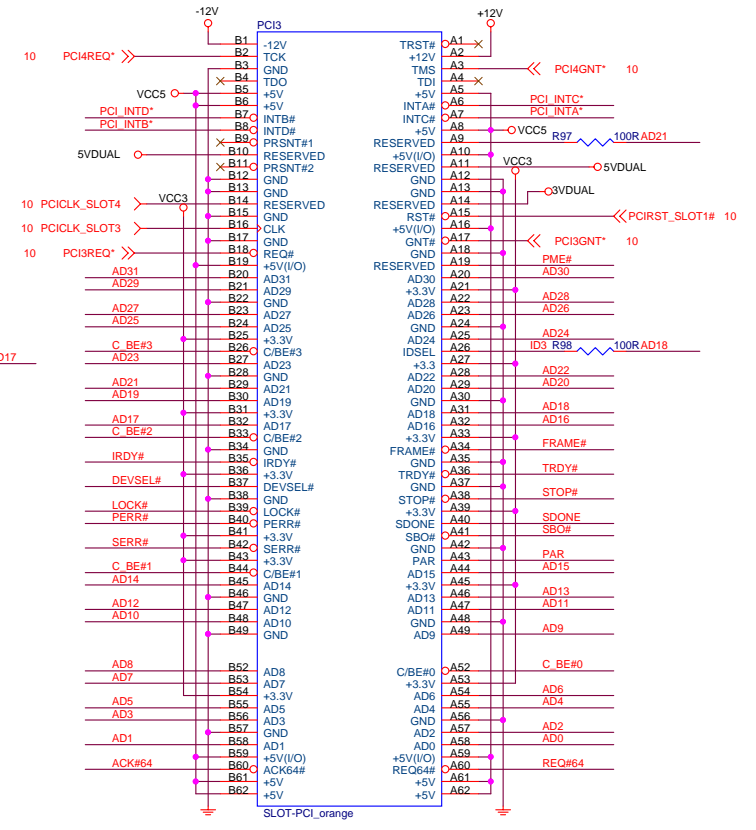 -12V +12V
PCI3
B1 -12V TRST# A1
10 PCI4REQ* B2 TCK +12V A2
B3 GND TMS A3 PCI4GNT* 10
B4 TDO TDI A4
VCC5 B5 +5V +5V A5
B6 +5V INTA# A6 PCI_INTC*
PCI_INTD* B7 INTB# INTC# A7 PCI_INTA*
PCI_INTB* B8 INTD# +5V A8 VCC5
B9 PRSNT#1 RESERVED A9 R97 100R AD21
5VDUAL B10 RESERVED +5V(I/O) A10
B11 PRSNT#2 RESERVED A11 VCC3 5VDUAL
B12 GND GND A12
B13 GND GND A13
10 PCICLK_SLOT4 VCC3 B14 RESERVED RESERVED A14 3VDUAL
B15 GND RST# A15 PCIRST_SLOT1# 10
10 PCICLK_SLOT3 B16 CLK +5V(I/O) A16
B17 GND GNT# A17 PCI3GNT* 10
10 PCI3REQ* B18 REQ# GND A18
B19 +5V(I/O) RESERVED A19 PME#
AD31 B20 AD31 AD30 A20 AD30
AD29 B21 AD29 +3.3V A21
B22 GND AD28 A22 AD28
AD27 B23 AD27 AD26 A23 AD26
AD25 B24 AD25 GND A24
B25 +3.3V AD24 A25 AD24
C_BE#3 B26 C/BE#3 IDSEL A26 ID3 R98 100R AD18
AD23 B27 AD23 +3.3 A27
B28 GND AD22 A28 AD22
AD21 B29 AD21 AD20 A29 AD20
AD19 B30 AD19 GND A30
B31 +3.3V AD18 A31 AD18
AD17 B32 AD17 AD16 A32 AD16
C_BE#2 B33 C/BE#2 +3.3V A33
B34 GND FRAME# A34 FRAME#
IRDY# B35 IRDY# GND A35
B36 +3.3V TRDY# A36 TRDY#
DEVSEL# B37 DEVSEL# GND A37
B38 GND STOP# A38 STOP#
LOCK# B39 LOCK# +3.3V A39
PERR# B40 PERR# SDONE A40 SDONE
B41 +3.3V SBO# A41 SBO#
SERR# B42 SERR# GND A42
B43 +3.3V PAR A43 PAR
C_BE#1 B44 C/BE#1 AD15 A44 AD15
AD14 B45 AD14 +3.3V A45
B46 GND AD13 A46 AD13
AD12 B47 AD12 AD11 A47 AD11
AD10 B48 AD10 GND A48
B49 GND AD9 A49 AD9
AD8 B52 AD8 C/BE#0 A52 C_BE#0
AD7 B53 AD7 +3.3V A53
B54 +3.3V AD6 A54 AD6
AD5 B55 AD5 AD4 A55 AD4
AD3 B56 AD3 GND A56
B57 GND AD2 A57 AD2
AD1 B58 AD1 AD0 A58 AD0
B59 +5V(I/O) +5V(I/O) A59
ACK#64 B60 ACK64# REQ64# A60 REQ#64
B61 +5V +5V A61
B62 +5V +5V A62
SLOT-PCI_orange